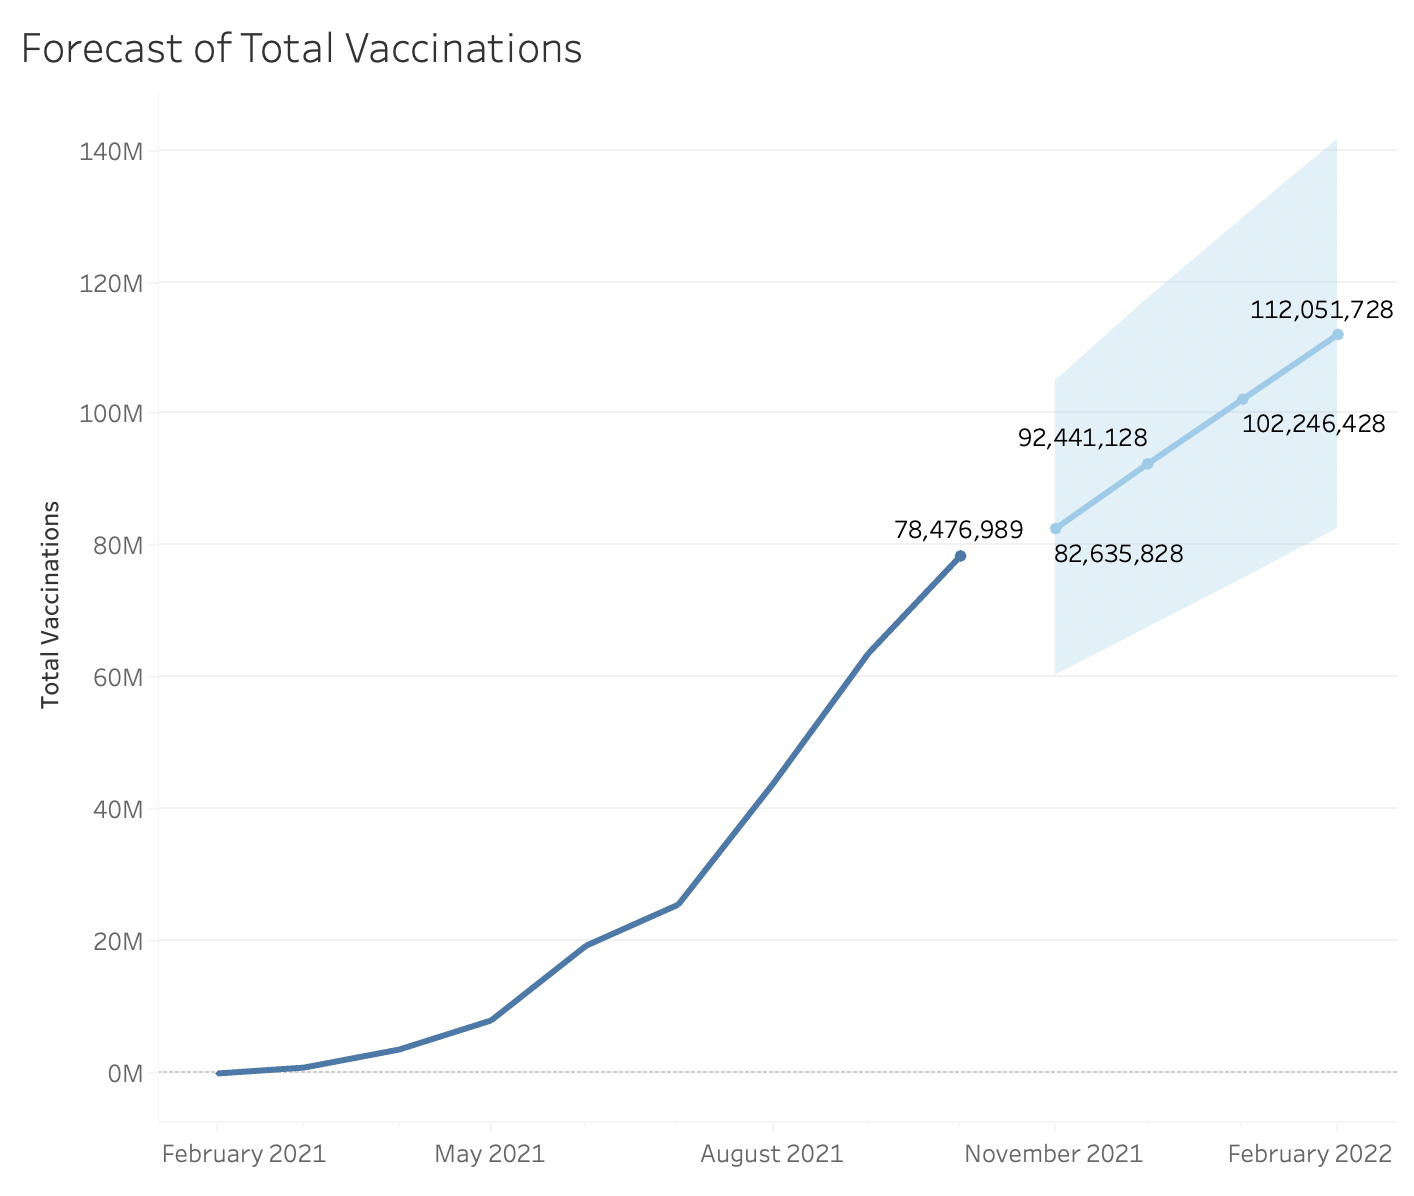 Forecast of Total Vaccinations
140M
120M
112,051,728
100M
102,246,428
92,441,128
Total Vaccinations
80M
78,476,989
82,635,828
60M
40M
20M
0M
February 2021
May 2021
August 2021
November 2021
February 2022